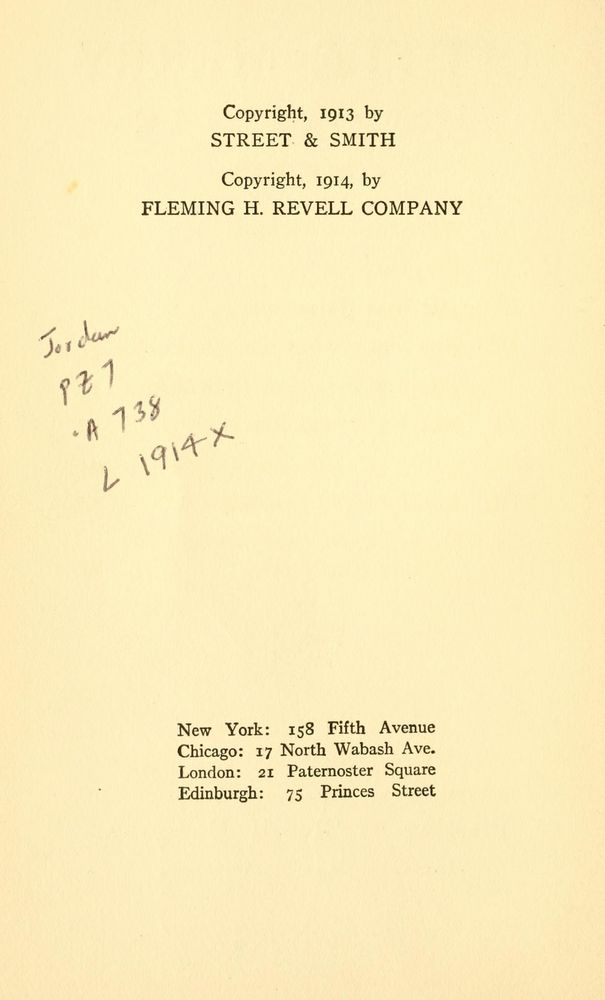 Copyright, 1913 by
STREET & SMITH
Copyright, 1914, by
FLEMING H. REVELL COMPANY
Jordan
PZ7
.A738
L 1914X
New York: 158 Fifth Avenue
Chicago: 17 North Wabash Ave.
London: 21 Paternoster Square
Edinburgh: 75 Princes Street